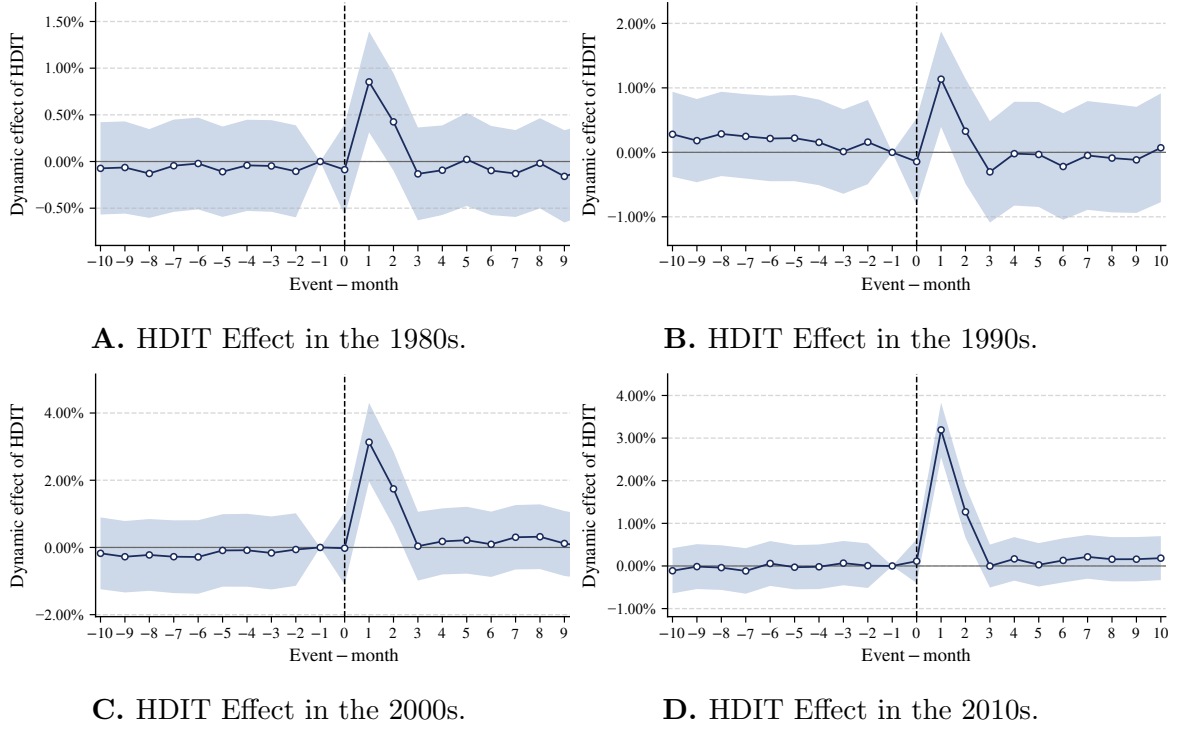 Dynamic effect of HDIT
1.50%
1.00%
0.50%
0.00%
−0.50%
−10 −9 −8 −7 −6 −5 −4 −3 −2 −1 0 1 2 3 4 5 6 7 8 9
Event − month
A. HDIT Effect in the 1980s.
Dynamic effect of HDIT
2.00%
1.00%
0.00%
−1.00%
−10 −9 −8 −7 −6 −5 −4 −3 −2 −1 0 1 2 3 4 5 6 7 8 9 10
Event − month
B. HDIT Effect in the 1990s.
Dynamic effect of HDIT
4.00%
2.00%
0.00%
−2.00%
−10 −9 −8 −7 −6 −5 −4 −3 −2 −1 0 1 2 3 4 5 6 7 8 9
Event − month
C. HDIT Effect in the 2000s.
Dynamic effect of HDIT
4.00%
3.00%
2.00%
1.00%
0.00%
−1.00%
−10 −9 −8 −7 −6 −5 −4 −3 −2 −1 0 1 2 3 4 5 6 7 8 9 10
Event − month
D. HDIT Effect in the 2010s.